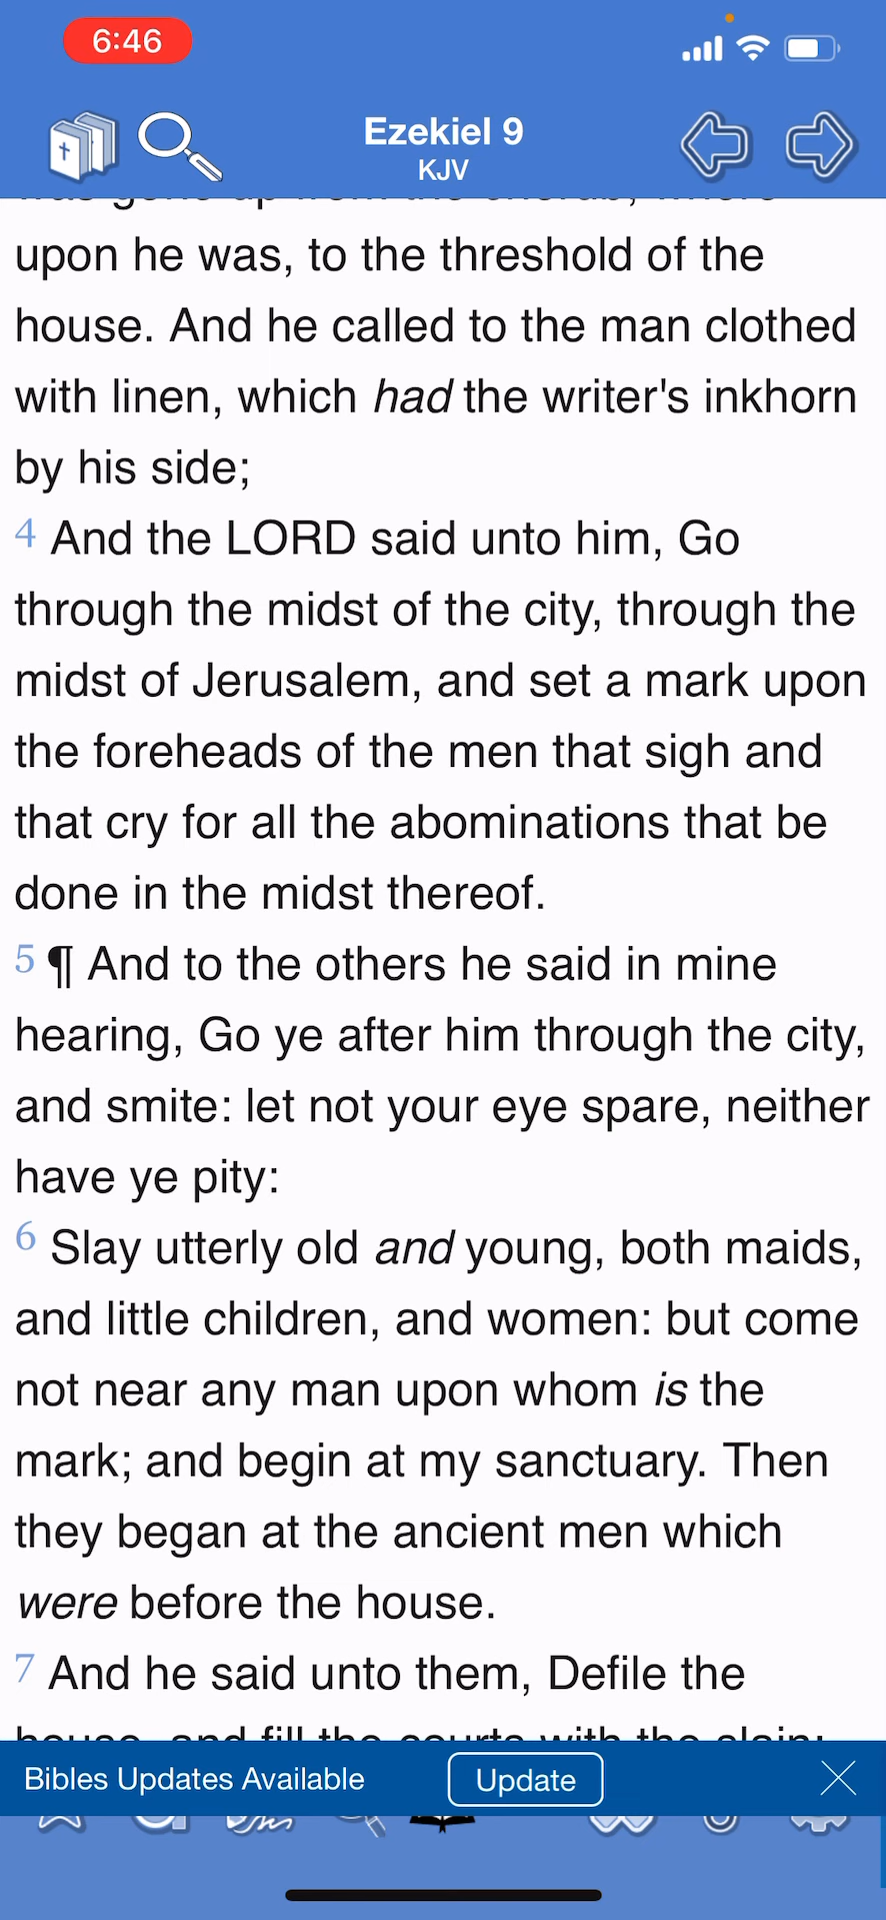 6:46
Ezekiel 9
KJV
upon he was, to the threshold of the
house. And he called to the man clothed
with linen, which had the writer's inkhorn
by his side;
4 And the LORD said unto him, Go
through the midst of the city, through the
midst of Jerusalem, and set a mark upon
the foreheads of the men that sigh and
that cry for all the abominations that be
done in the midst thereof.
5 ¶ And to the others he said in mine
hearing, Go ye after him through the city,
and smite: let not your eye spare, neither
have ye pity:
6 Slay utterly old and young, both maids,
and little children, and women: but come
not near any man upon whom is the
mark; and begin at my sanctuary. Then
they began at the ancient men which
were before the house.
7 And he said unto them, Defile the
house, and fill the courts with the slain:
Bibles Updates Available
Update